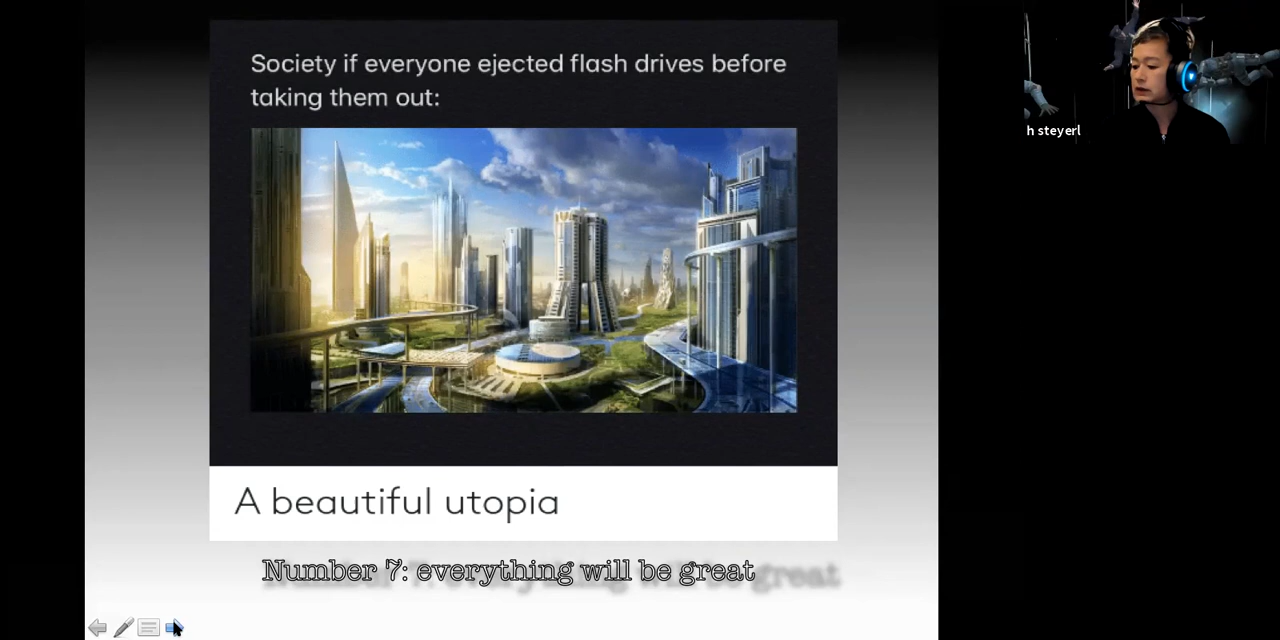 Society if everyone ejected flash drives before
taking them out:
A beautiful utopia
Number 7: everything will be great
h steyerl